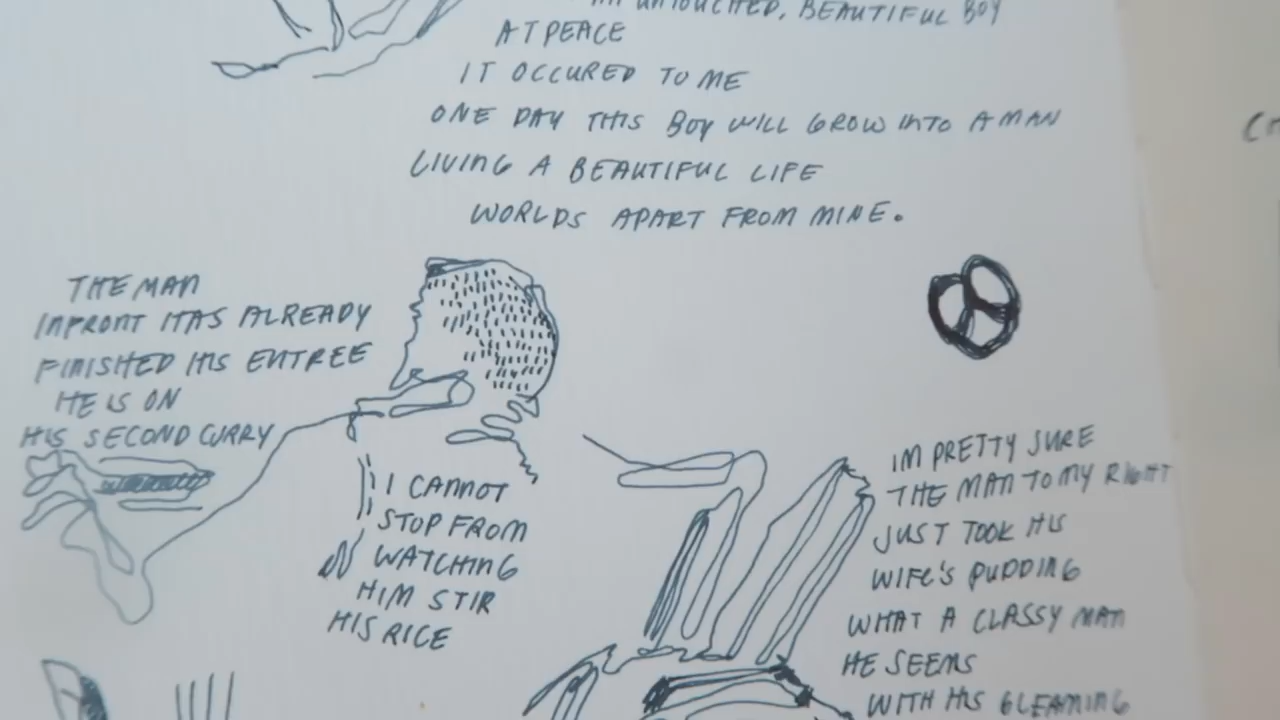 UNTOUCHED, BEAUTIFUL BOY
AT PEACE
IT OCCURED TO ME
ONE DAY THIS BOY WILL GROW INTO A MAN
LIVING A BEAUTIFUL LIFE
WORLDS APART FROM MINE.
THE MAN
INFRONT HAS ALREADY
FINISHED HIS ENTREE
HE IS ON
HIS SECOND CURRY
I CANNOT
STOP FROM
WATCHING
HIM STIR
HIS RICE
IM PRETTY SURE
THE MAN TO MY RIGHT
JUST TOOK HIS
WIFE'S PUDDING
WHAT A CLASSY MAN
HE SEEMS
WITH HIS GLEAMING